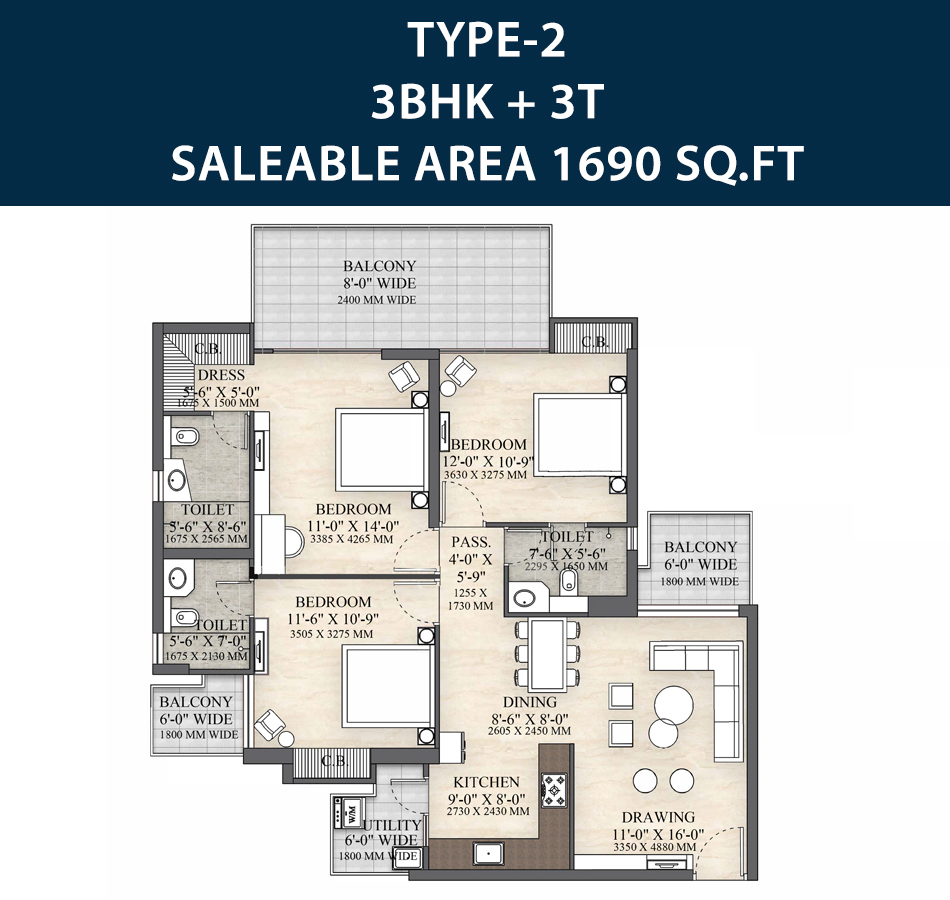 TYPE-2
3BHK + 3T
SALEABLE AREA 1690 SQ.FT
BALCONY
8'-0" WIDE
2400 MM WIDE
C.B.
C.B.
DRESS
5'-6" X 5'-0"
1675 X 1500 MM
BEDROOM
12'-0" X 10'-9"
3630 X 3275 MM
TOILET
5'-6" X 8'-6"
1675 X 2565 MM
BEDROOM
11'-0" X 14'-0"
3385 X 4265 MM
PASS.
4'-0" X
5'-9"
1255 X
1730 MM
TOILET
7'-6" X 5'-6"
2295 X 1650 MM
BALCONY
6'-0" WIDE
1800 MM WIDE
BEDROOM
11'-6" X 10'-9"
3505 X 3275 MM
TOILET
5'-6" X 7'-0"
1675 X 2130 MM
BALCONY
6'-0" WIDE
1800 MM WIDE
DINING
8'-6" X 8'-0"
2605 X 2450 MM
C.B.
KITCHEN
9'-0" X 8'-0"
2730 X 2430 MM
W/M
UTILITY
6'-0" WIDE
1800 MM WIDE
DRAWING
11'-0" X 16'-0"
3350 X 4880 MM